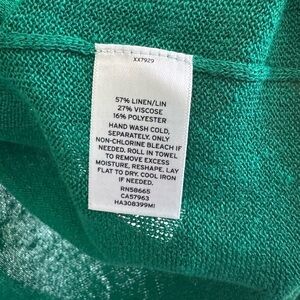 XX7929
57% LINEN/LIN
27% VISCOSE
16% POLYESTER
HAND WASH COLD,
SEPARATELY. ONLY
NON-CHLORINE BLEACH IF
NEEDED. ROLL IN TOWEL
TO REMOVE EXCESS
MOISTURE, RESHAPE, LAY
FLAT TO DRY. COOL IRON
IF NEEDED.
RN58665
CA57963
HA308399MI